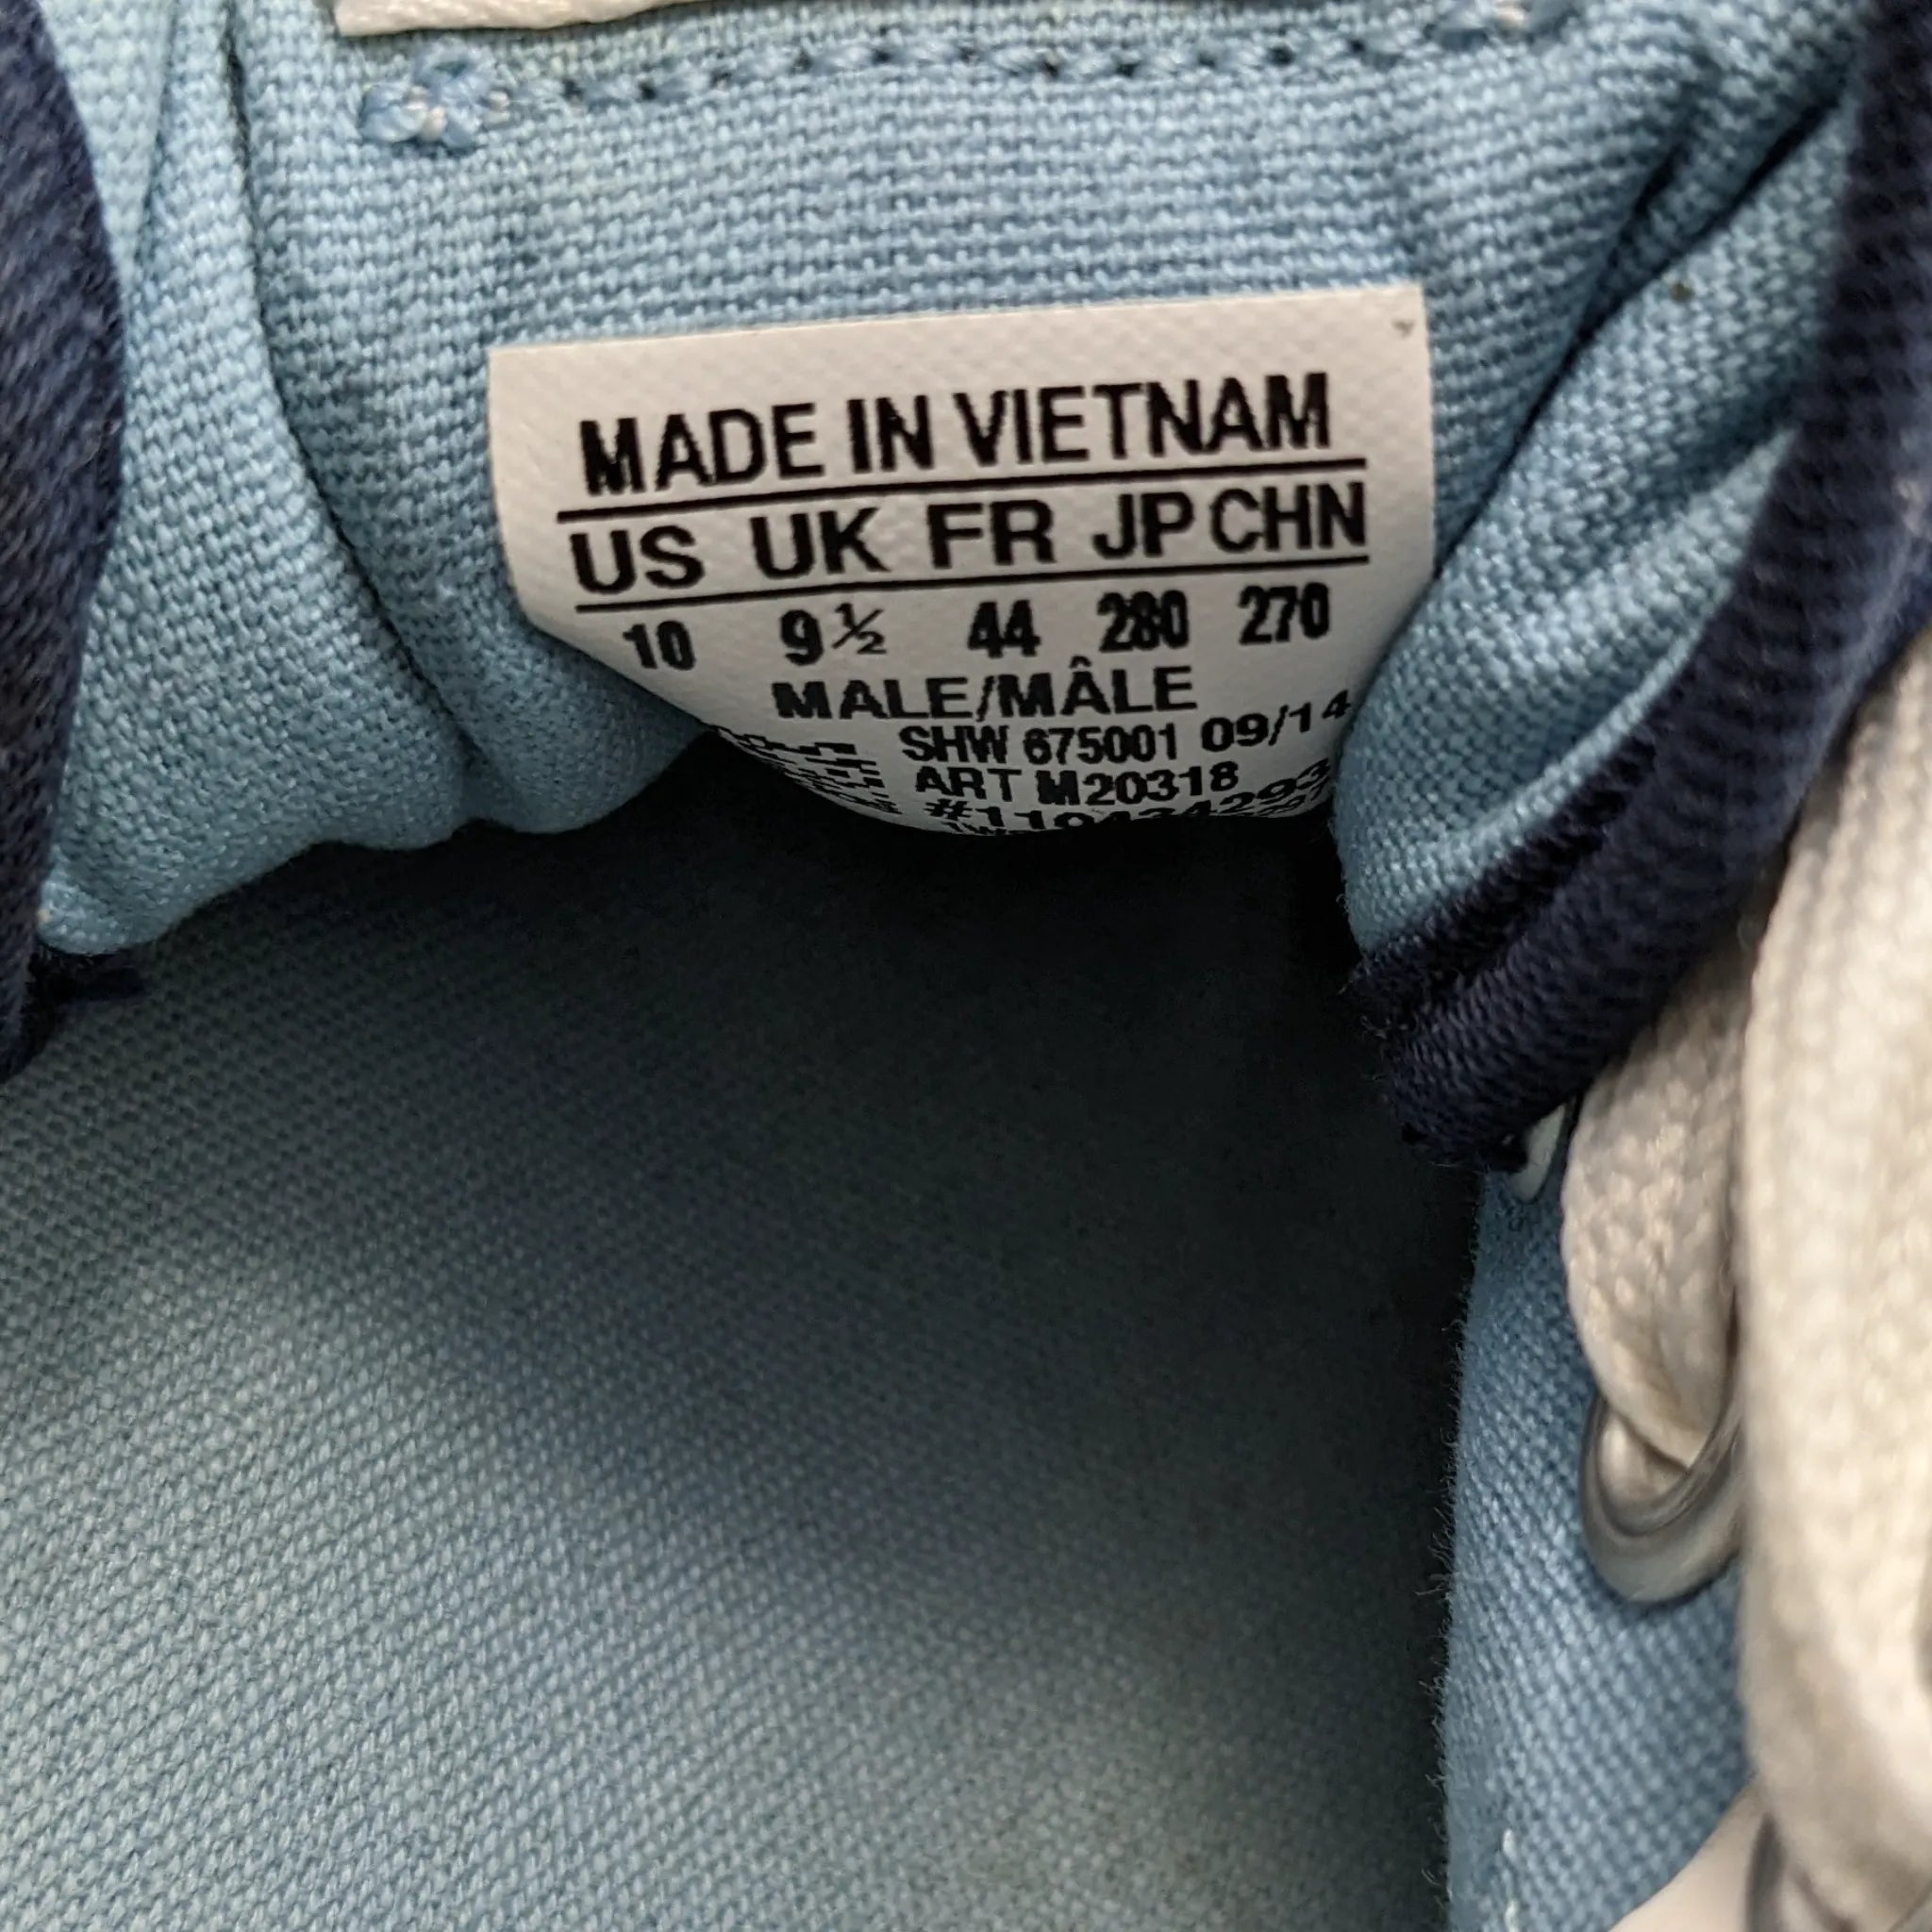 MADE IN VIETNAM
US UK FR JP CHN
10 9½ 44 280 270
MALE/MÂLE
SHW 675001 09/14
ART M20318